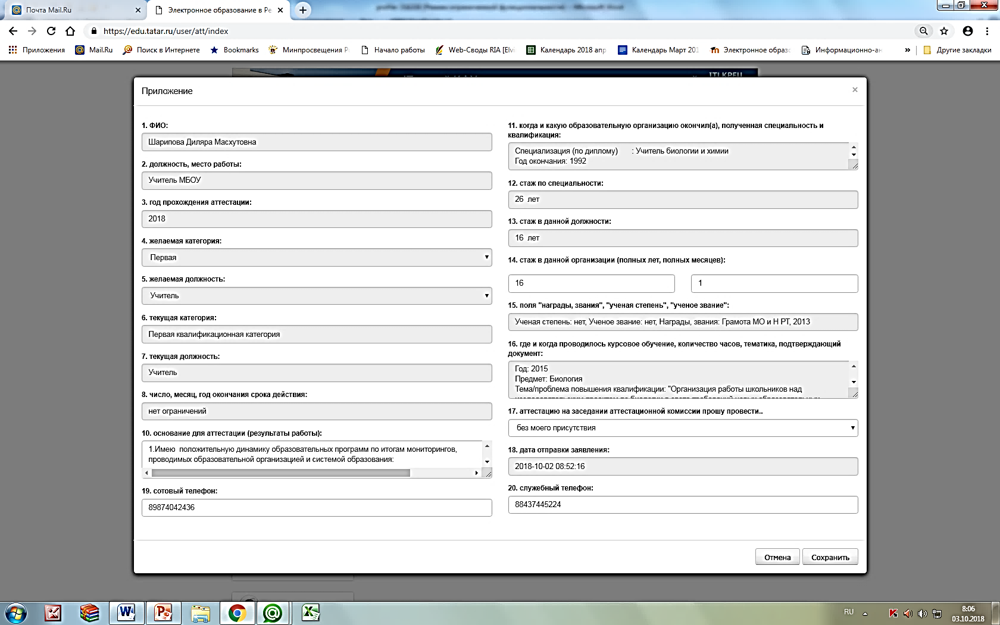 Почта Mail.Ru
Электронное образование в Ре
https://edu.tatar.ru/user/att/index
Приложения
Mail.Ru
Поиск в Интернете
Bookmarks
Минпросвещения Р
Начало работы
Web-Своды RIA [Elvi
Календарь 2018 апр
Календарь Март 201
Электронное образо
Информационно-ан
Другие закладки
Приложение
1. ФИО:
Шарипова Диляра Масхутовна
2. должность, место работы:
Учитель МБОУ
3. год прохождения аттестации:
2018
4. желаемая категория:
Первая
5. желаемая должность:
Учитель
6. текущая категория:
Первая квалификационная категория
7. текущая должность:
Учитель
8. число, месяц, год окончания срока действия:
нет ограничений
10. основание для аттестации (результаты работы):
1.Имею положительную динамику образовательных программ по итогам мониторингов,
проводимых образовательной организацией и системой образования:
19. сотовый телефон:
89874042436
11. когда и какую образовательную организацию окончил(а), полученная специальность и
квалификация:
Специализация (по диплому) : Учитель биологии и химии
Год окончания: 1992
12. стаж по специальности:
26 лет
13. стаж в данной должности:
16 лет
14. стаж в данной организации (полных лет, полных месяцев):
16 1
15. поля "награды, звания", "ученая степень", "ученое звание":
Ученая степень: нет, Ученое звание: нет, Награды, звания: Грамота МО и Н РТ, 2013
16. где и когда проводилось курсовое обучение, количество часов, тематика, подтверждающий
документ:
Год: 2015
Предмет: Биология
Тема/проблема повышения квалификации: "Организация работы школьников над
17. аттестацию на заседании аттестационной комиссии прошу провести..
без моего присутствия
18. дата отправки заявления:
2018-10-02 08:52:16
20. служебный телефон:
88437445224
Отмена
Сохранить
RU
8:06
03.10.2018